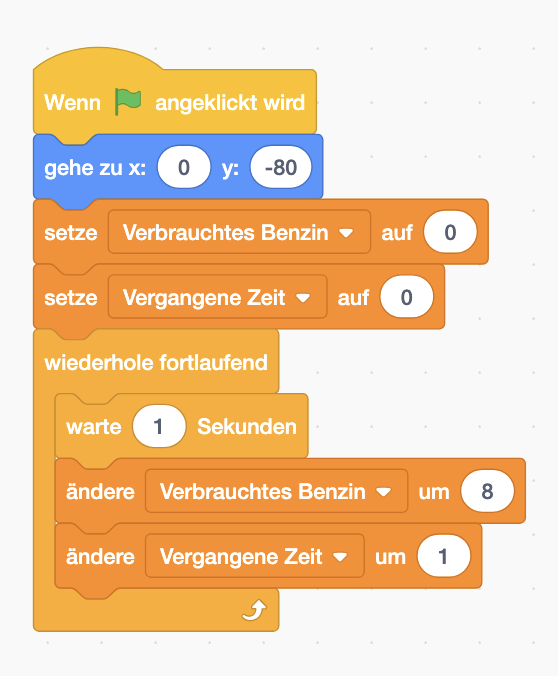 Wenn angeklickt wird
gehe zu x: 0 y: -80
setze Verbrauchtes Benzin auf 0
setze Vergangene Zeit auf 0
wiederhole fortlaufend
warte 1 Sekunden
ändere Verbrauchtes Benzin um 8
ändere Vergangene Zeit um 1